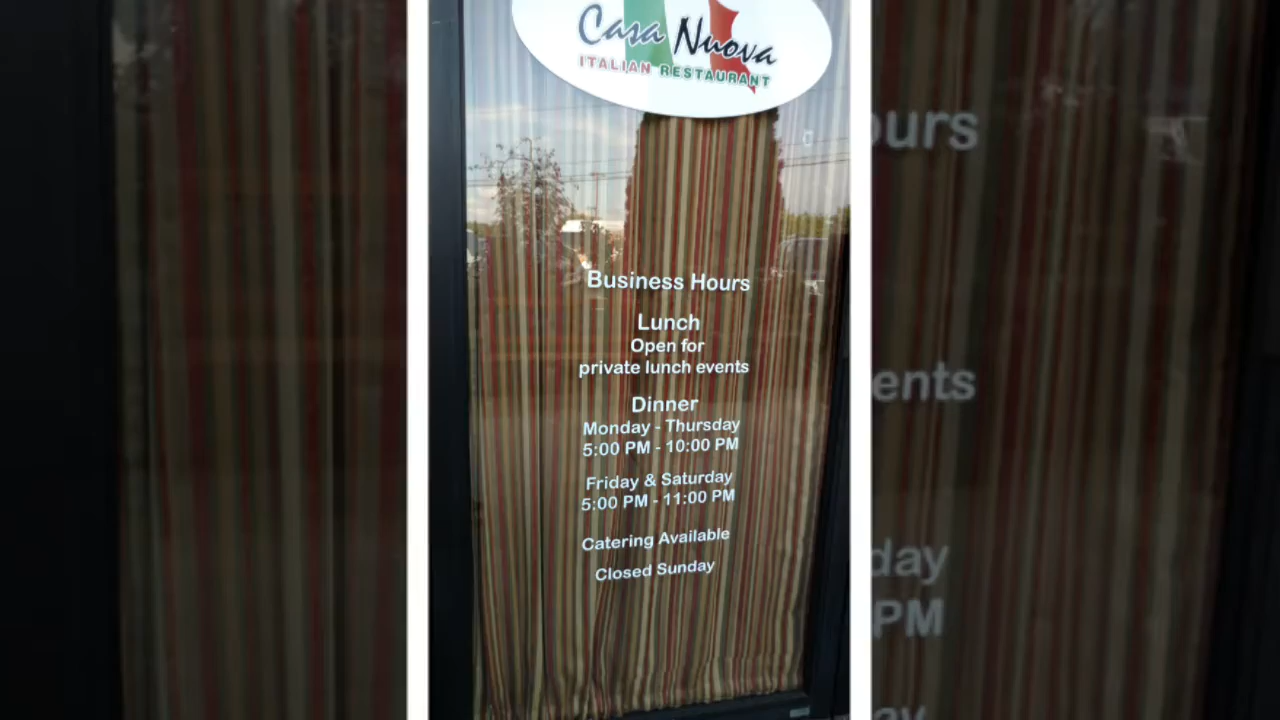 Casa Nuova
ITALIAN RESTAURANT
Business Hours
Lunch
Open for
private lunch events
Dinner
Monday - Thursday
5:00 PM - 10:00 PM
Friday & Saturday
5:00 PM - 11:00 PM
Catering Available
Closed Sunday
ours
ents
day
PM
ay